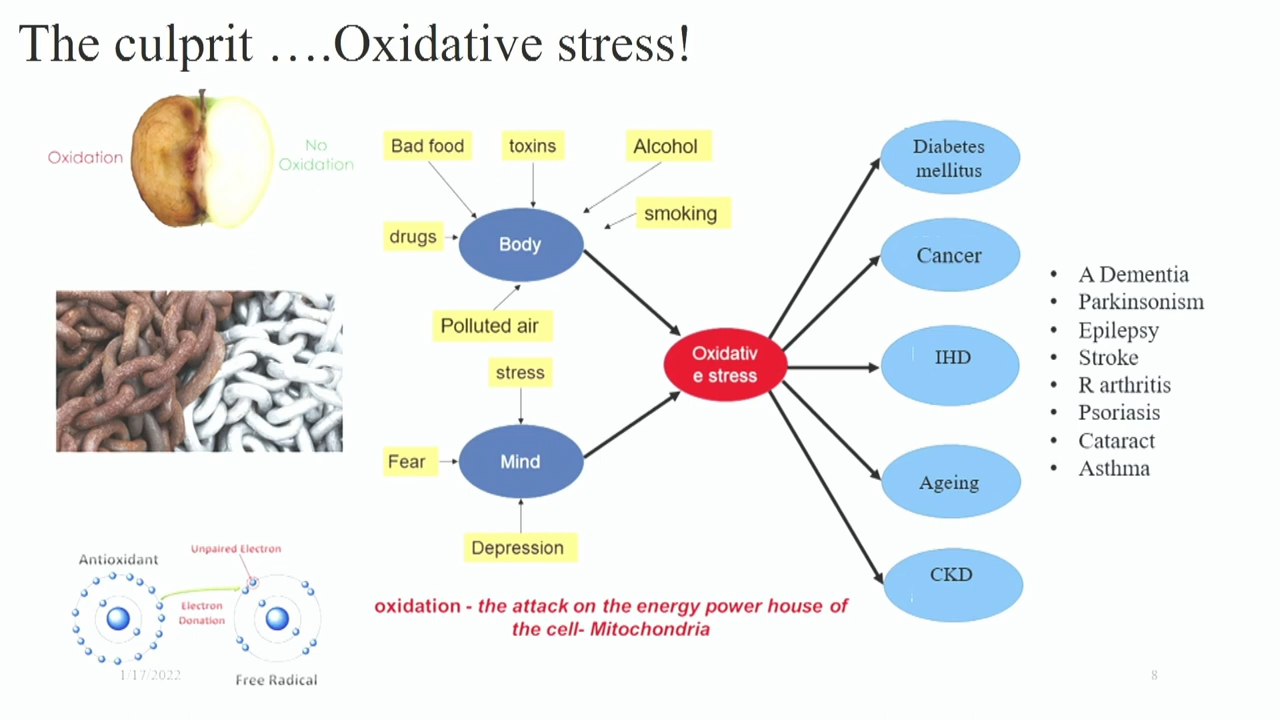 The culprit ….Oxidative stress!
Oxidation
No
Oxidation
Bad food
toxins
Alcohol
smoking
drugs
Body
Polluted air
stress
Fear
Mind
Depression
Oxidativ
e stress
Diabetes
mellitus
Cancer
IHD
Ageing
CKD
• A Dementia
• Parkinsonism
• Epilepsy
• Stroke
• R arthritis
• Psoriasis
• Cataract
• Asthma
Antioxidant
Unpaired Electron
Electron
Donation
Free Radical
oxidation - the attack on the energy power house of
the cell- Mitochondria
1/17/2022
8